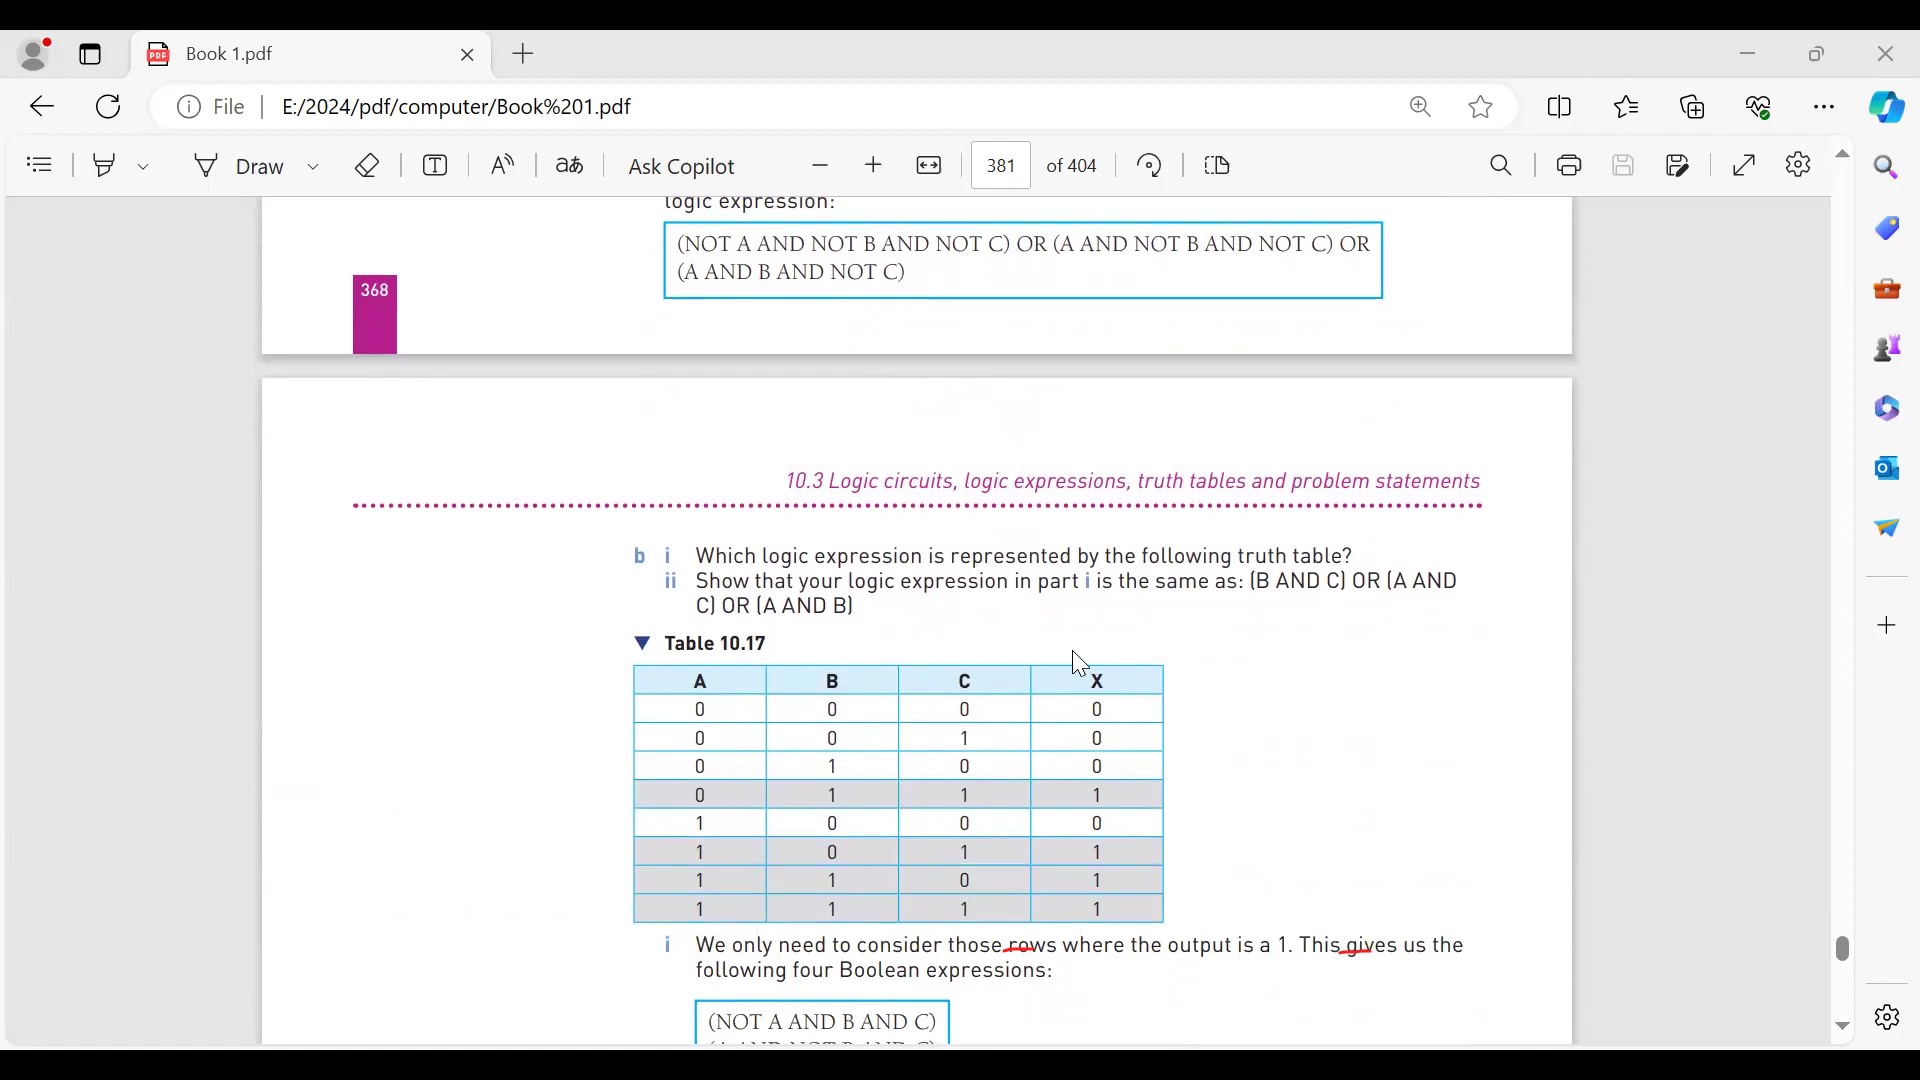 Book 1.pdf
File
E:/2024/pdf/computer/Book%201.pdf
Draw
Ask Copilot
381
of 404
logic expression:
(NOT A AND NOT B AND NOT C) OR (A AND NOT B AND NOT C) OR
(A AND B AND NOT C)
368
10.3 Logic circuits, logic expressions, truth tables and problem statements
b i Which logic expression is represented by the following truth table?
ii Show that your logic expression in part i is the same as: (B AND C) OR (A AND
C) OR (A AND B)
▼ Table 10.17
A B C X
0 0 0 0
0 0 1 0
0 1 0 0
0 1 1 1
1 0 0 0
1 0 1 1
1 1 0 1
1 1 1 1
i We only need to consider those rows where the output is a 1. This gives us the
following four Boolean expressions:
(NOT A AND B AND C)
(A AND NOT B AND C)